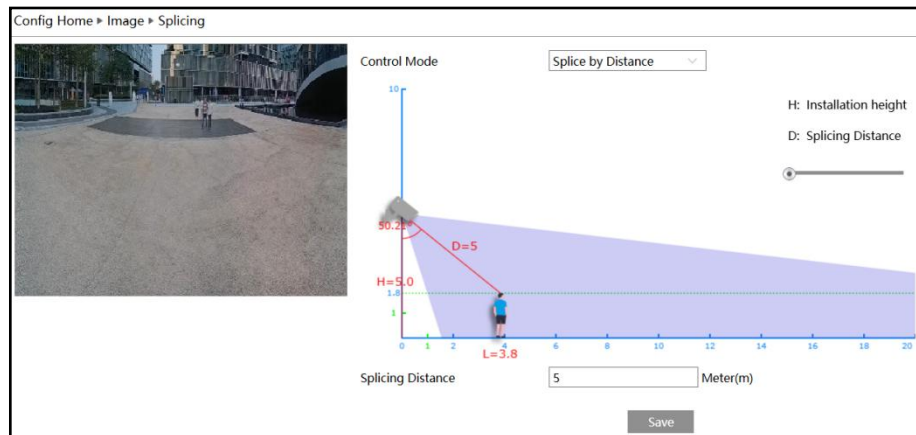 Config Home ▸ Image ▸ Splicing
Control Mode
Splice by Distance
H: Installation height
D: Splicing Distance
10
50.21°
D=5
H=5.0
1.8
1
0 1 2 4 6 8 10 12 14 16 18 20
L=3.8
Splicing Distance
5
Meter(m)
Save